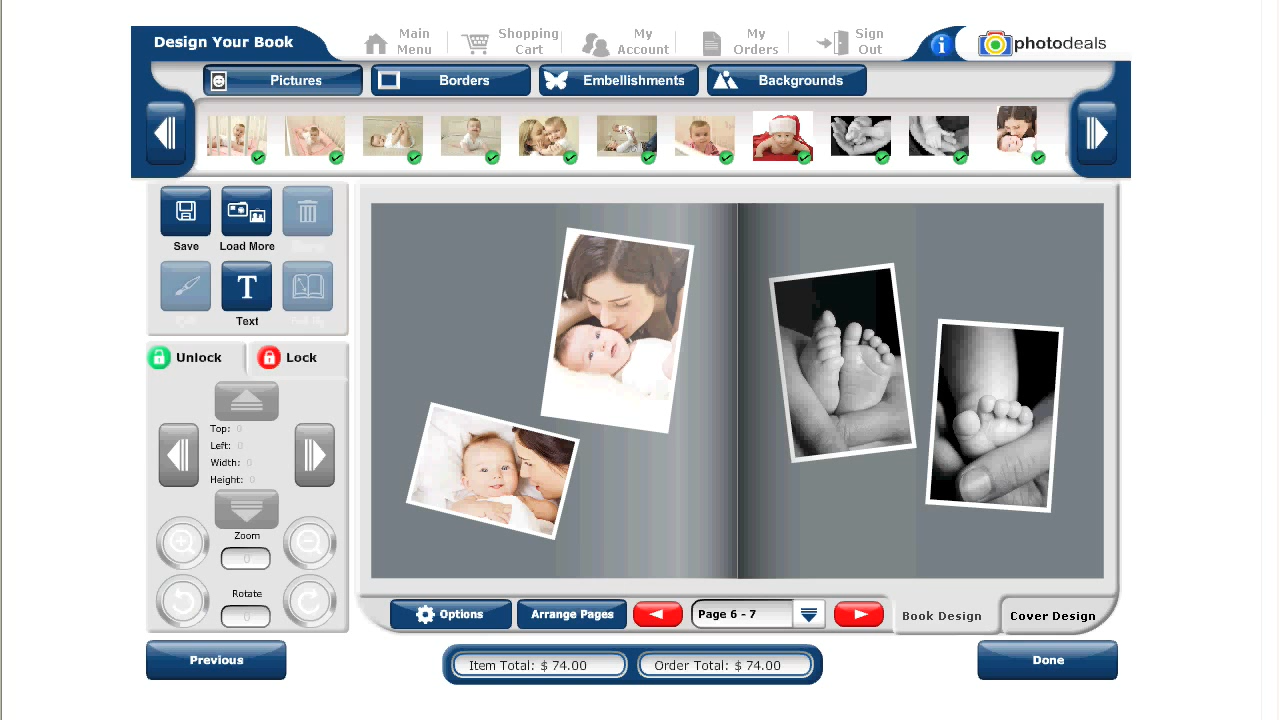 Design Your Book
Main Menu
Shopping Cart
My Account
My Orders
Sign Out
photodeals
Pictures
Borders
Embellishments
Backgrounds
Save
Load More
Text
Unlock
Lock
Top: 0
Left: 0
Width: 0
Height: 0
Zoom
0
Rotate
0
Options
Arrange Pages
Page 6 - 7
Book Design
Cover Design
Previous
Item Total: $ 74.00
Order Total: $ 74.00
Done